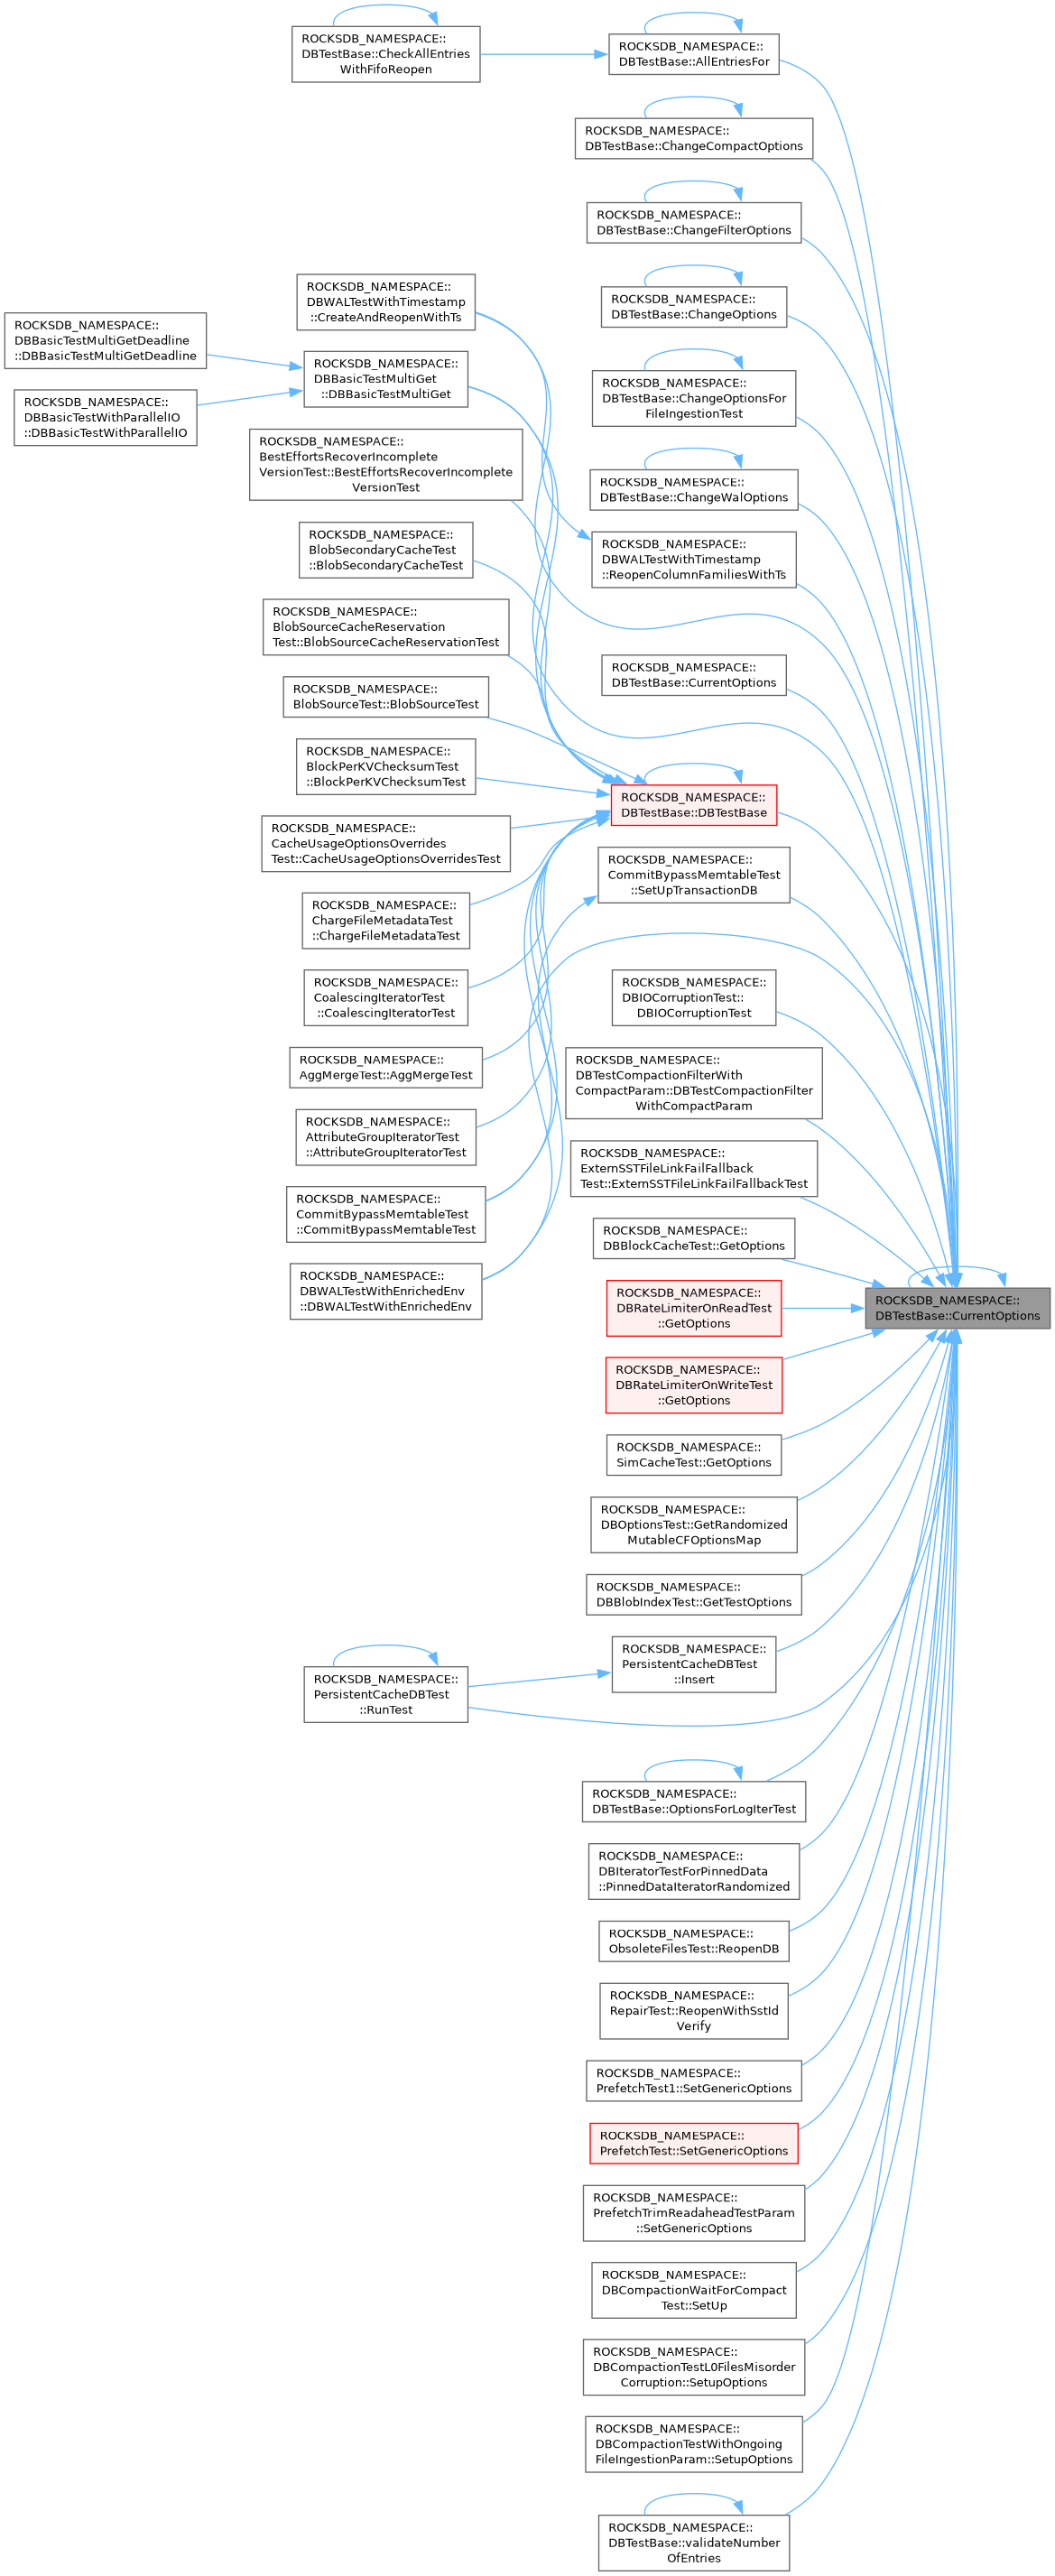 ROCKSDB_NAMESPACE::
DBTestBase::CheckAllEntries
WithFifoReopen
ROCKSDB_NAMESPACE::
DBTestBase::AllEntriesFor
ROCKSDB_NAMESPACE::
DBTestBase::ChangeCompactOptions
ROCKSDB_NAMESPACE::
DBTestBase::ChangeFilterOptions
ROCKSDB_NAMESPACE::
DBTestBase::ChangeOptions
ROCKSDB_NAMESPACE::
DBTestBase::ChangeOptionsFor
FileIngestionTest
ROCKSDB_NAMESPACE::
DBTestBase::ChangeWalOptions
ROCKSDB_NAMESPACE::
DBWALTestWithTimestamp
::ReopenColumnFamiliesWithTs
ROCKSDB_NAMESPACE::
DBTestBase::CurrentOptions
ROCKSDB_NAMESPACE::
DBTestBase::DBTestBase
ROCKSDB_NAMESPACE::
CommitBypassMemtableTest
::SetUpTransactionDB
ROCKSDB_NAMESPACE::
DBIOCorruptionTest::
DBIOCorruptionTest
ROCKSDB_NAMESPACE::
DBTestCompactionFilterWith
CompactParam::DBTestCompactionFilter
WithCompactParam
ROCKSDB_NAMESPACE::
ExternSSTFileLinkFailFallback
Test::ExternSSTFileLinkFailFallbackTest
ROCKSDB_NAMESPACE::
DBBlockCacheTest::GetOptions
ROCKSDB_NAMESPACE::
DBRateLimiterOnReadTest
::GetOptions
ROCKSDB_NAMESPACE::
DBRateLimiterOnWriteTest
::GetOptions
ROCKSDB_NAMESPACE::
SimCacheTest::GetOptions
ROCKSDB_NAMESPACE::
DBOptionsTest::GetRandomized
MutableCFOptionsMap
ROCKSDB_NAMESPACE::
DBBlobIndexTest::GetTestOptions
ROCKSDB_NAMESPACE::
PersistentCacheDBTest
::Insert
ROCKSDB_NAMESPACE::
PersistentCacheDBTest
::RunTest
ROCKSDB_NAMESPACE::
DBTestBase::OptionsForLogIterTest
ROCKSDB_NAMESPACE::
DBIteratorTestForPinnedData
::PinnedDataIteratorRandomized
ROCKSDB_NAMESPACE::
ObsoleteFilesTest::ReopenDB
ROCKSDB_NAMESPACE::
RepairTest::ReopenWithSstId
Verify
ROCKSDB_NAMESPACE::
PrefetchTest1::SetGenericOptions
ROCKSDB_NAMESPACE::
PrefetchTest::SetGenericOptions
ROCKSDB_NAMESPACE::
PrefetchTrimReadaheadTestParam
::SetGenericOptions
ROCKSDB_NAMESPACE::
DBCompactionWaitForCompact
Test::SetUp
ROCKSDB_NAMESPACE::
DBCompactionTestL0FilesMisorder
Corruption::SetupOptions
ROCKSDB_NAMESPACE::
DBCompactionTestWithOngoing
FileIngestionParam::SetupOptions
ROCKSDB_NAMESPACE::
DBTestBase::validateNumber
OfEntries
ROCKSDB_NAMESPACE::
DBWALTestWithTimestamp
::CreateAndReopenWithTs
ROCKSDB_NAMESPACE::
DBBasicTestMultiGet
::DBBasicTestMultiGet
ROCKSDB_NAMESPACE::
DBBasicTestMultiGetDeadline
::DBBasicTestMultiGetDeadline
ROCKSDB_NAMESPACE::
DBBasicTestWithParallelIO
::DBBasicTestWithParallelIO
ROCKSDB_NAMESPACE::
BestEffortsRecoverIncomplete
VersionTest::BestEffortsRecoverIncomplete
VersionTest
ROCKSDB_NAMESPACE::
BlobSecondaryCacheTest
::BlobSecondaryCacheTest
ROCKSDB_NAMESPACE::
BlobSourceCacheReservation
Test::BlobSourceCacheReservationTest
ROCKSDB_NAMESPACE::
BlobSourceTest::BlobSourceTest
ROCKSDB_NAMESPACE::
BlockPerKVChecksumTest
::BlockPerKVChecksumTest
ROCKSDB_NAMESPACE::
CacheUsageOptionsOverrides
Test::CacheUsageOptionsOverridesTest
ROCKSDB_NAMESPACE::
ChargeFileMetadataTest
::ChargeFileMetadataTest
ROCKSDB_NAMESPACE::
CoalescingIteratorTest
::CoalescingIteratorTest
ROCKSDB_NAMESPACE::
AggMergeTest::AggMergeTest
ROCKSDB_NAMESPACE::
AttributeGroupIteratorTest
::AttributeGroupIteratorTest
ROCKSDB_NAMESPACE::
CommitBypassMemtableTest
::CommitBypassMemtableTest
ROCKSDB_NAMESPACE::
DBWALTestWithEnrichedEnv
::DBWALTestWithEnrichedEnv
ROCKSDB_NAMESPACE::
DBTestBase::CurrentOptions